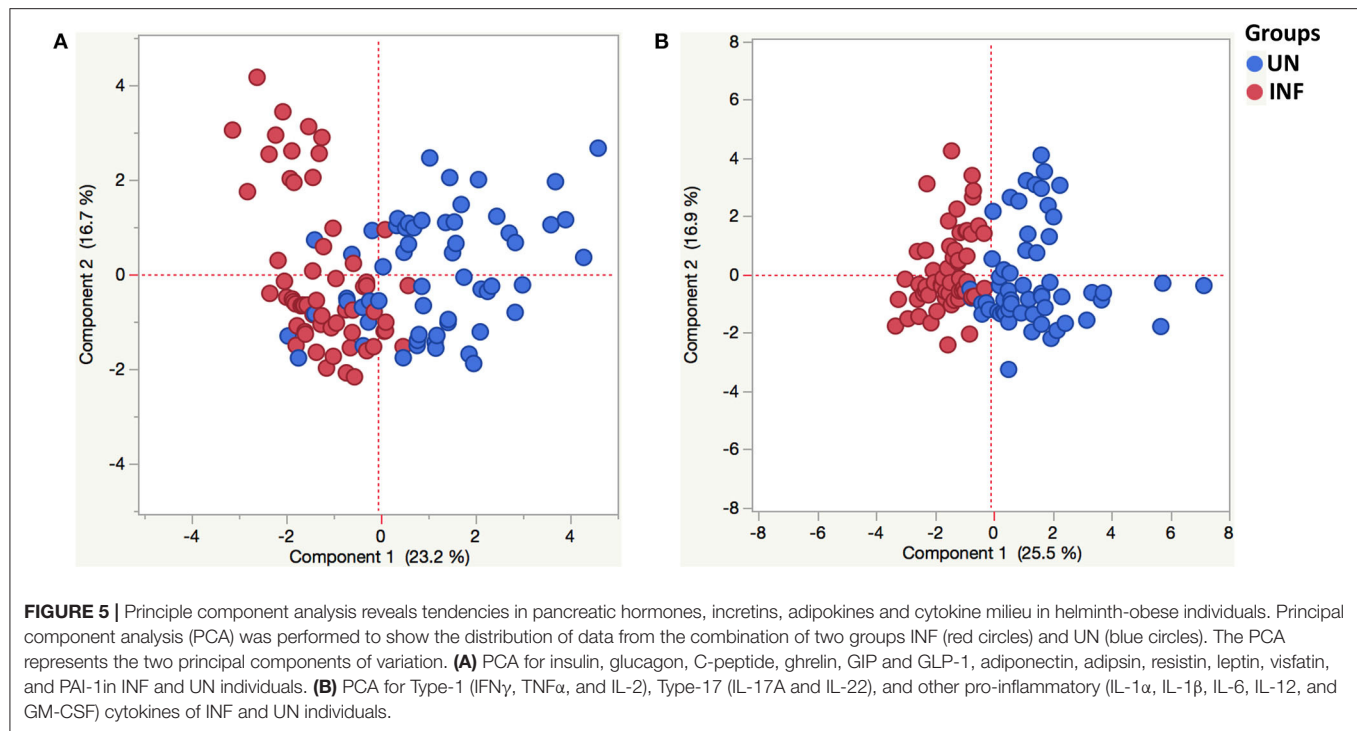 A
B
Groups
UN
INF
Component 2 (16.7 %)
4
2
0
-2
-4
-4
-2
0
2
4
Component 1 (23.2 %)
Component 2 (16.9 %)
8
6
4
2
0
-2
-4
-6
-8
-8
-6
-4
-2
0
2
4
6
8
Component 1 (25.5 %)
FIGURE 5 | Principle component analysis reveals tendencies in pancreatic hormones, incretins, adipokines and cytokine milieu in helminth-obese individuals. Principal
component analysis (PCA) was performed to show the distribution of data from the combination of two groups INF (red circles) and UN (blue circles). The PCA
represents the two principal components of variation. (A) PCA for insulin, glucagon, C-peptide, ghrelin, GIP and GLP-1, adiponectin, adipsin, resistin, leptin, visfatin,
and PAI-1in INF and UN individuals. (B) PCA for Type-1 (IFNγ, TNFα, and IL-2), Type-17 (IL-17A and IL-22), and other pro-inflammatory (IL-1α, IL-1β, IL-6, IL-12, and
GM-CSF) cytokines of INF and UN individuals.